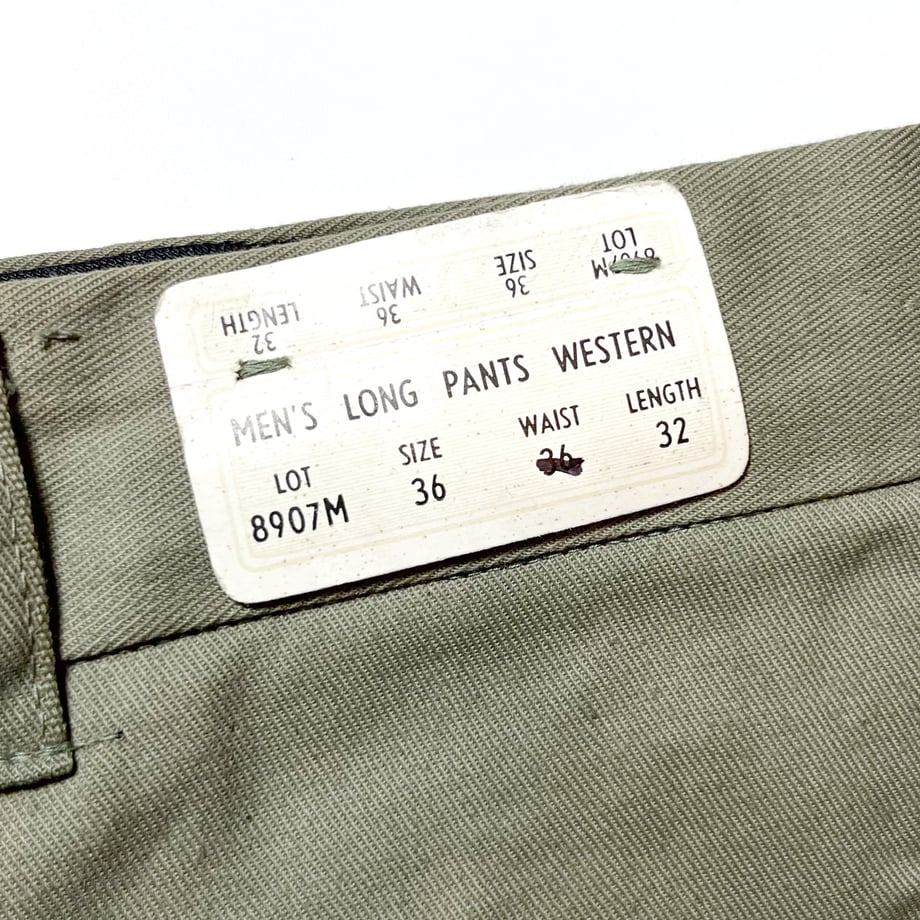 LOT SIZE WAIST LENGTH
8907M 36 36 32
MEN'S LONG PANTS WESTERN
LOT SIZE WAIST LENGTH
8907M 36 36 32